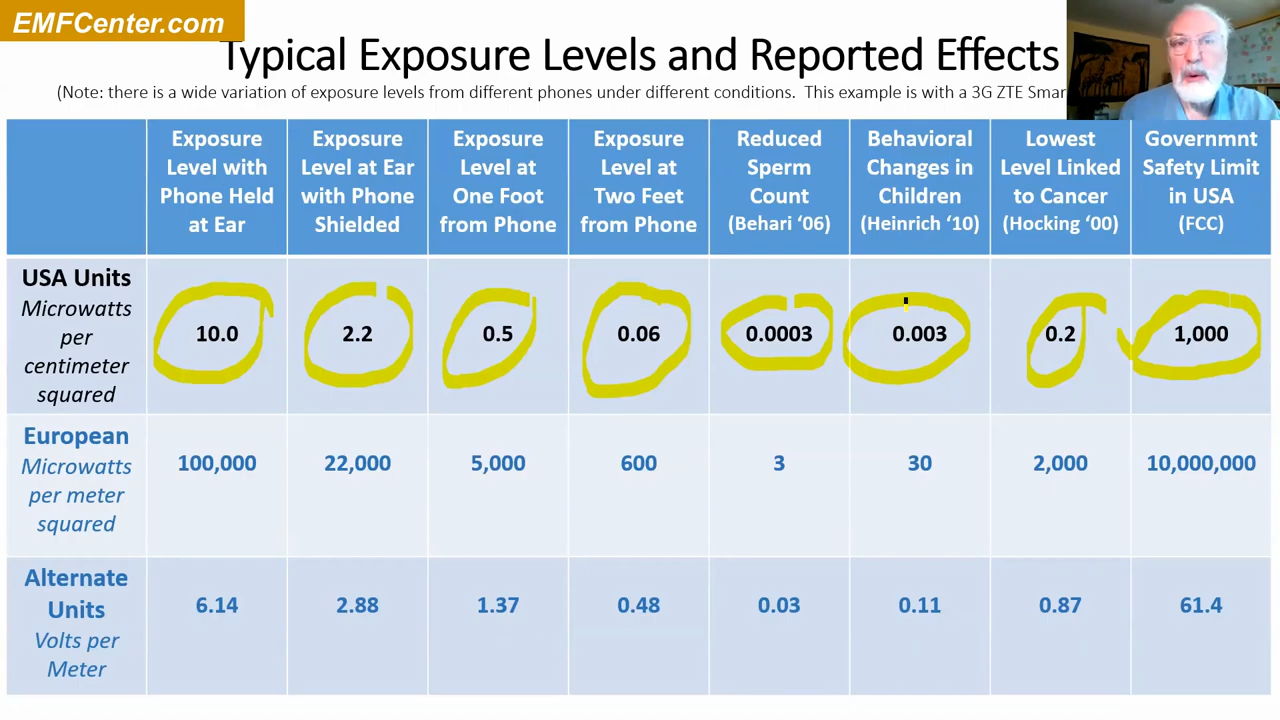 EMFCenter.com
Typical Exposure Levels and Reported Effects
(Note: there is a wide variation of exposure levels from different phones under different conditions. This example is with a 3G ZTE
Exposure
Level with
Phone Held
at Ear
Exposure
Level at Ear
with Phone
Shielded
Exposure
Level at
One Foot
from Phone
Exposure
Level at
Two Feet
from Phone
Reduced
Sperm
Count
(Behari ‘06)
Behavioral
Changes in
Children
(Heinrich ‘10)
Lowest
Level Linked
to Cancer
(Hocking ‘00)
Governmnt
Safety Limit
in USA
(FCC)
USA Units
Microwatts
per
centimeter
squared
10.0
2.2
0.5
0.06
0.0003
0.003
0.2
1,000
European
Microwatts
per meter
squared
100,000
22,000
5,000
600
3
30
2,000
10,000,000
Alternate
Units
Volts per
Meter
6.14
2.88
1.37
0.48
0.03
0.11
0.87
61.4